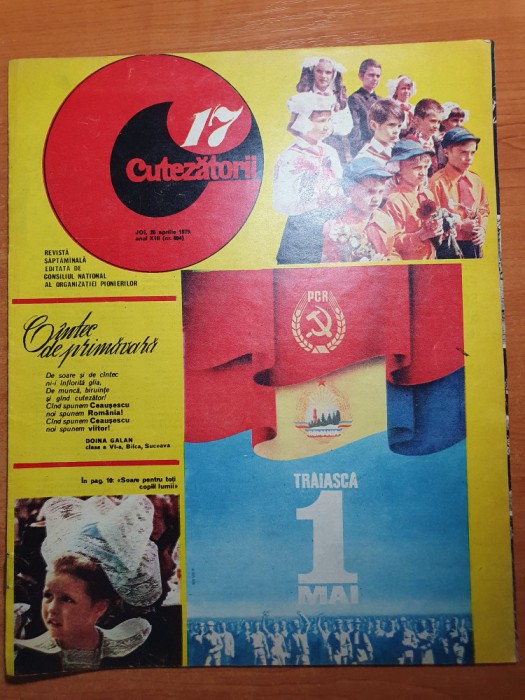 17
Cutezătorii
JOI, 26 aprilie 1979
anul XIII (nr. 604)
REVISTĂ
SĂPTĂMÎNALĂ
EDITATĂ DE
CONSILIUL NAȚIONAL
AL ORGANIZAȚIEI PIONIERILOR
Cîntec
de primăvară
De soare și de cîntec
ni-i înflorită glia,
De muncă, biruințe
și gînd cutezător!
Cînd spunem Ceaușescu
noi spunem România!
Cînd spunem Ceaușescu
noi spunem viitor!
DOINA GALAN
clasa a VI-a, Bilca, Suceava
În pag. 10: «Soare pentru toți
copiii lumii»
PCR
TRĂIASCĂ
1
MAI